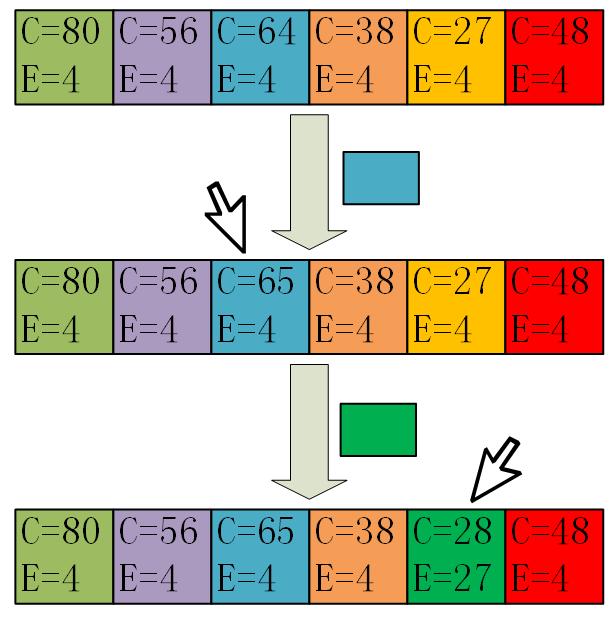 C=80 C=56 C=64 C=38 C=27 C=48
E=4 E=4 E=4 E=4 E=4 E=4
C=80 C=56 C=65 C=38 C=27 C=48
E=4 E=4 E=4 E=4 E=4 E=4
C=80 C=56 C=65 C=38 C=28 C=48
E=4 E=4 E=4 E=4 E=27 E=4